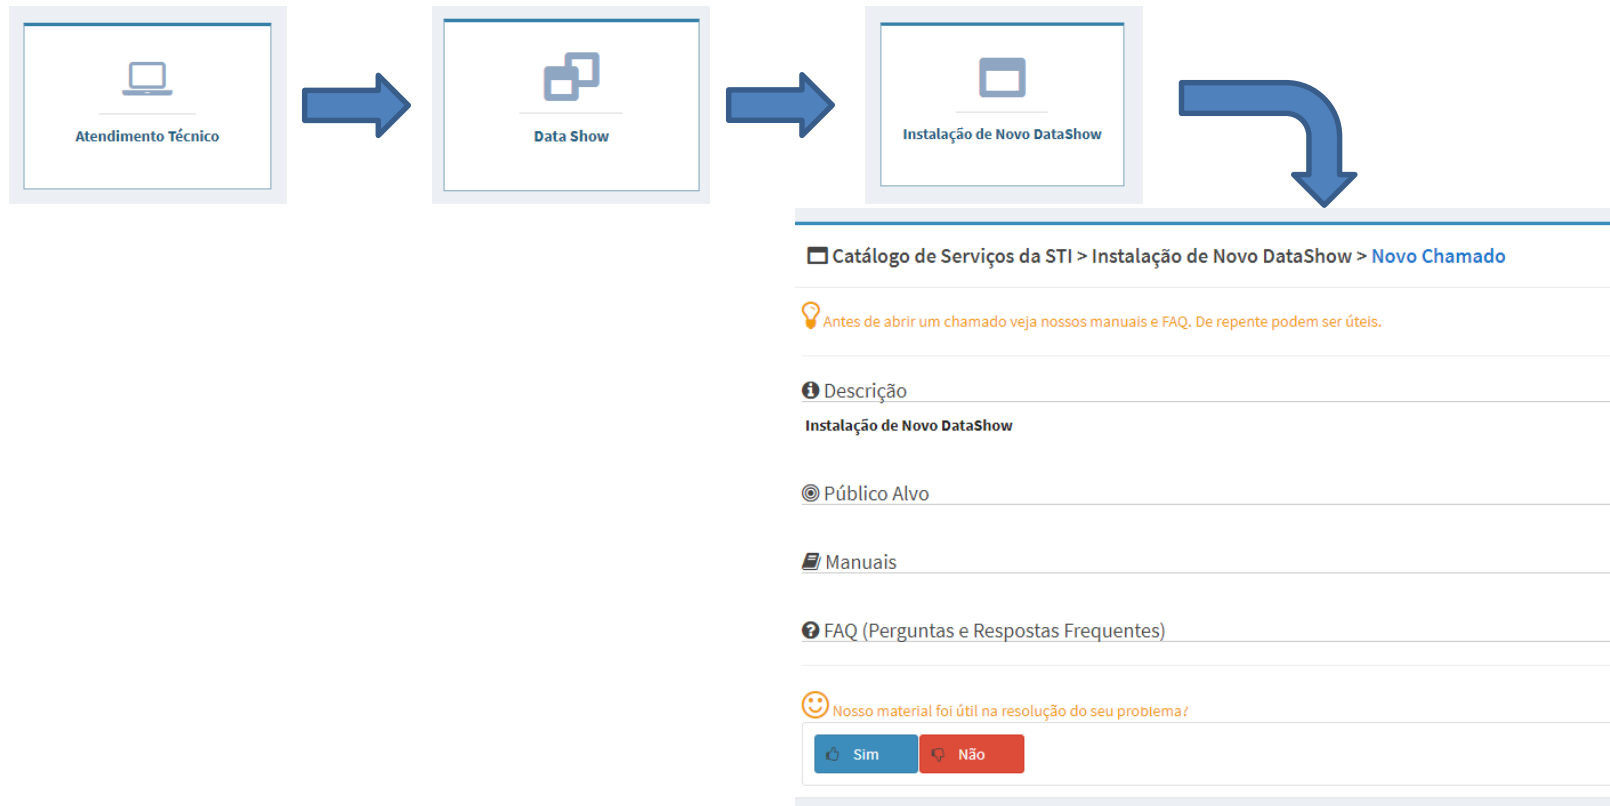 Atendimento Técnico
Data Show
Instalação de Novo DataShow
Catálogo de Serviços da STI > Instalação de Novo DataShow > Novo Chamado
Antes de abrir um chamado veja nossos manuais e FAQ. De repente podem ser úteis.
Descrição
Instalação de Novo DataShow
Público Alvo
Manuais
FAQ (Perguntas e Respostas Frequentes)
Nosso material foi útil na resolução do seu problema?
Sim
Não